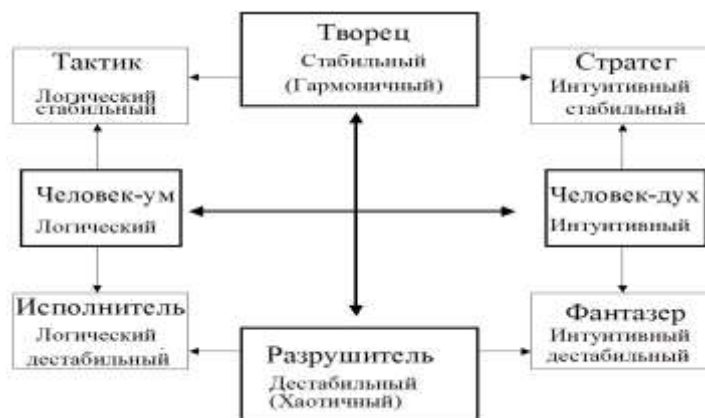 Творец
Стабильный
(Гармоничный)
Тактик
Логический
стабильный
Стратег
Интуитивный
стабильный
Человек-ум
Логический
Человек-дух
Интуитивный
Исполнитель
Логический
дестабильный
Разрушитель
Дестабильный
(Хаотичный)
Фантазер
Интуитивный
дестабильный